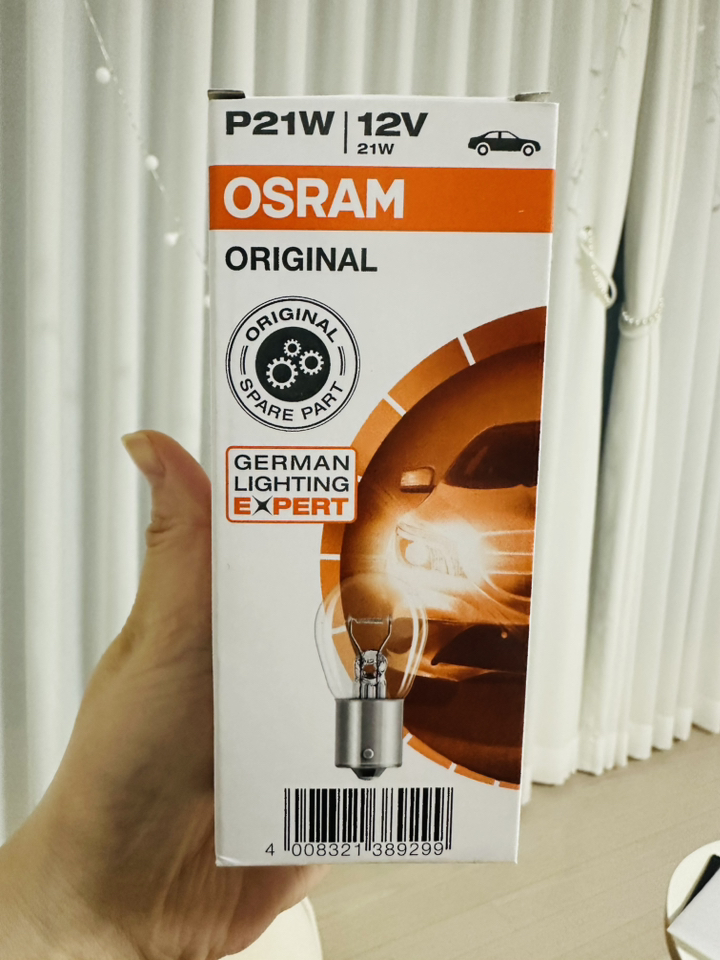 P21W | 12V
21W
OSRAM
ORIGINAL
ORIGINAL
SPARE PART
GERMAN
LIGHTING
EXPERT
4 008321 389299